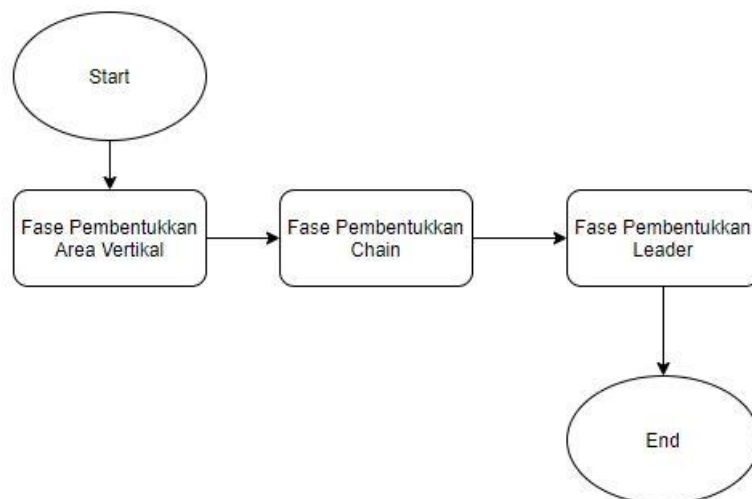 Start
Fase Pembentukkan
Area Vertikal
Fase Pembentukkan
Chain
Fase Pembentukkan
Leader
End